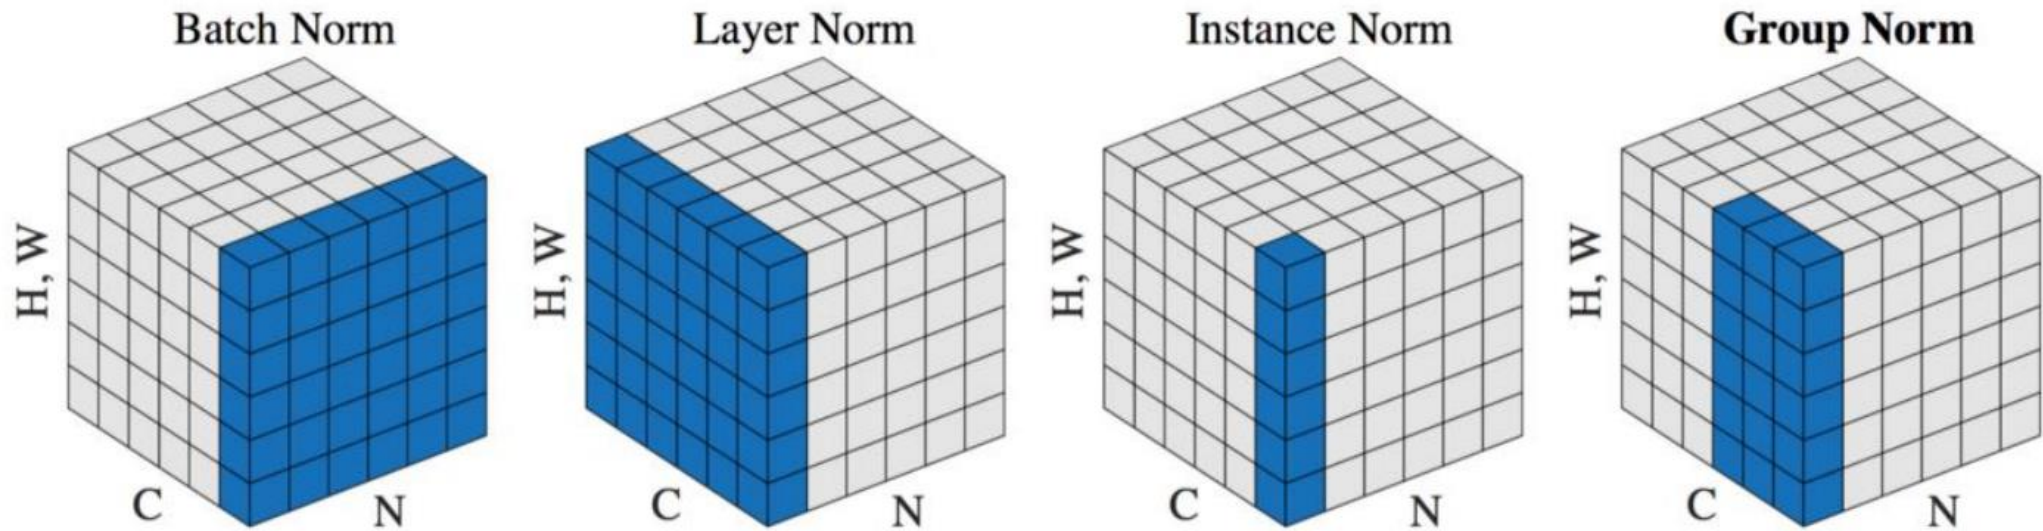 Batch Norm
H, W
C
N
Layer Norm
H, W
C
N
Instance Norm
H, W
C
N
Group Norm
H, W
C
N